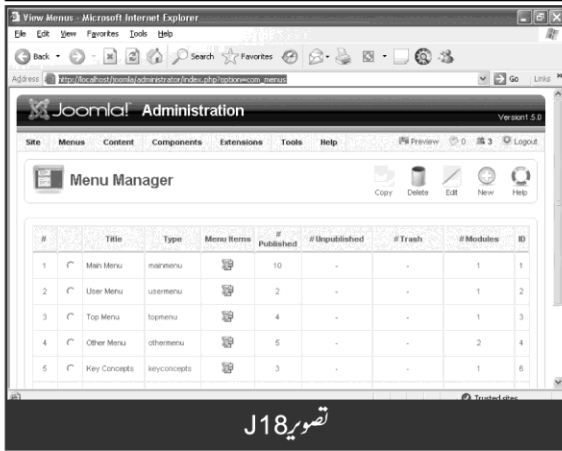 View Menus - Microsoft Internet Explorer
File Edit View Favorites Tools Help
Back Search Favorites
Address http://localhost/joomla/administrator/index.php?option=com_menus Go Links
Joomla! Administration
Version1.5.0
Site Menus Content Components Extensions Tools Help Preview 0 3 Logout
Menu Manager Copy Delete Edit New Help
# Title Type Menu Items # Published #Unpublished #Trash #Modules ID
1 Main Menu mainmenu 10 - - 1 1
2 User Menu usermenu 2 - - 1 2
3 Top Menu topmenu 4 - - 1 3
4 Other Menu othermenu 5 - - 2 4
5 Key Concepts keyconcepts 3 - - 1 6
Trusted sites
تصویر J18